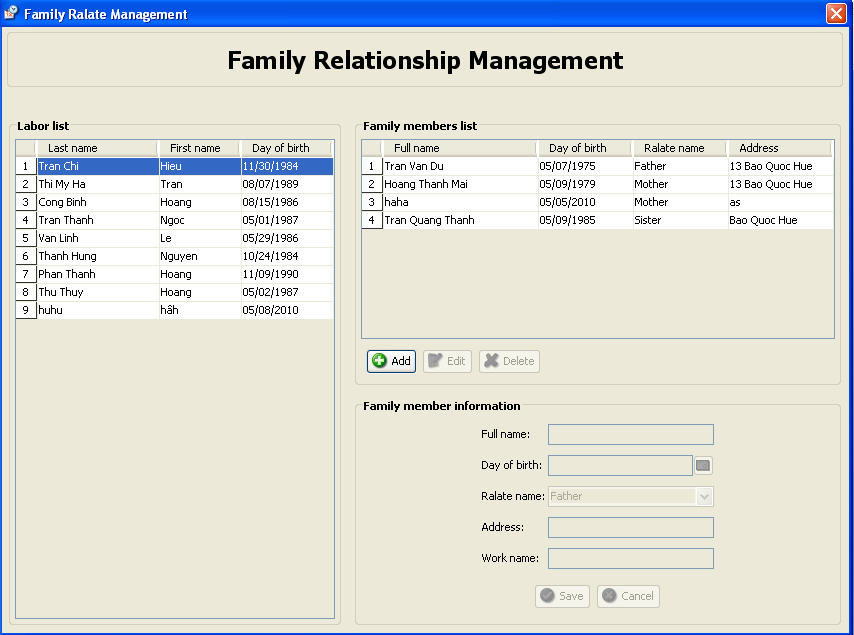 Family Ralate Management
Family Relationship Management
Labor list
Last name First name Day of birth
1 Tran Chi Hieu 11/30/1984
2 Thi My Ha Tran 08/07/1989
3 Cong Binh Hoang 08/15/1986
4 Tran Thanh Ngoc 05/01/1987
5 Van Linh Le 05/29/1986
6 Thanh Hung Nguyen 10/24/1984
7 Phan Thanh Hoang 11/09/1990
8 Thu Thuy Hoang 05/02/1987
9 huhu hâh 05/08/2010
Family members list
Full name Day of birth Ralate name Address
1 Tran Van Du 05/07/1975 Father 13 Bao Quoc Hue
2 Hoang Thanh Mai 05/09/1979 Mother 13 Bao Quoc Hue
3 haha 05/05/2010 Mother as
4 Tran Quang Thanh 05/09/1985 Sister Bao Quoc Hue
Add Edit Delete
Family member information
Full name:
Day of birth:
Ralate name: Father
Address:
Work name:
Save Cancel